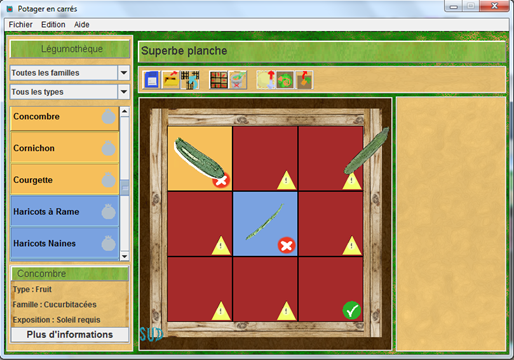 Potager en carrés
Fichier Edition Aide
Légumothèque
Superbe planche
Toutes les familles
Tous les types
Concombre
Cornichon
Courgette
Haricots à Rame
Haricots Naines
Concombre
Type : Fruit
Famille : Cucurbitacées
Exposition : Soleil requis
Plus d'informations
SUD